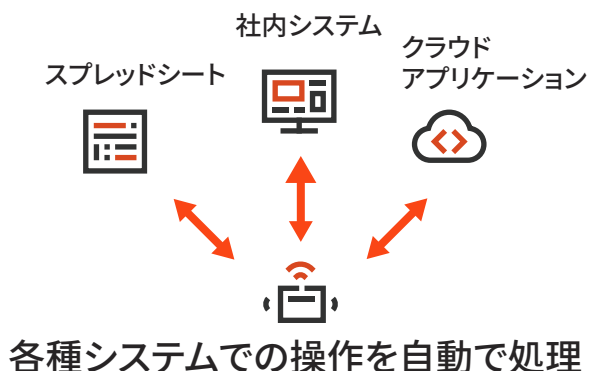 社内システム
クラウド
アプリケーション
スプレッドシート
各種システムでの操作を自動で処理